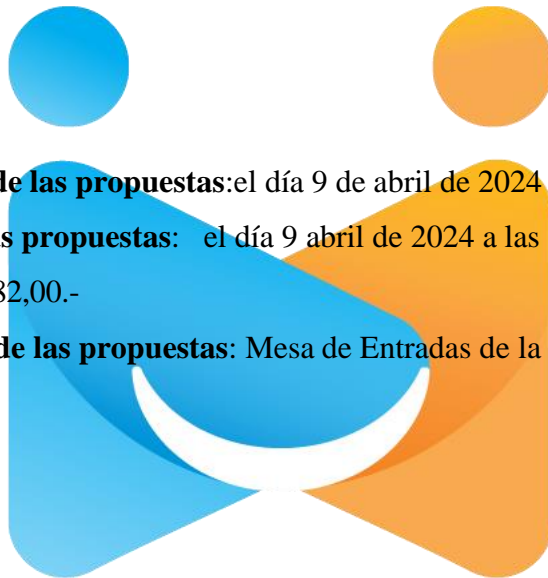 de las propuestas:el día 9 de abril de 2024
s propuestas: el día 9 abril de 2024 a las
82,00.-
de las propuestas: Mesa de Entradas de la